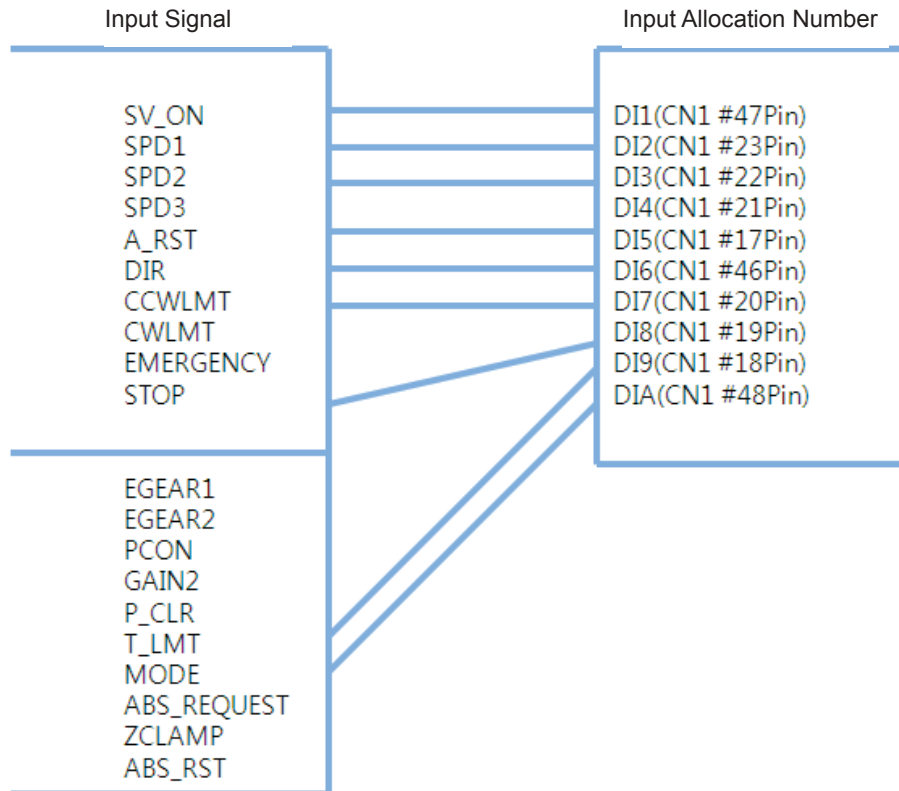 Input Signal
Input Allocation Number
SV_ON
SPD1
SPD2
SPD3
A_RST
DIR
CCWLMT
CWLMT
EMERGENCY
STOP
EGEAR1
EGEAR2
PCON
GAIN2
P_CLR
T_LMT
MODE
ABS_REQUEST
ZCLAMP
ABS_RST
DI1(CN1 #47Pin)
DI2(CN1 #23Pin)
DI3(CN1 #22Pin)
DI4(CN1 #21Pin)
DI5(CN1 #17Pin)
DI6(CN1 #46Pin)
DI7(CN1 #20Pin)
DI8(CN1 #19Pin)
DI9(CN1 #18Pin)
DIA(CN1 #48Pin)